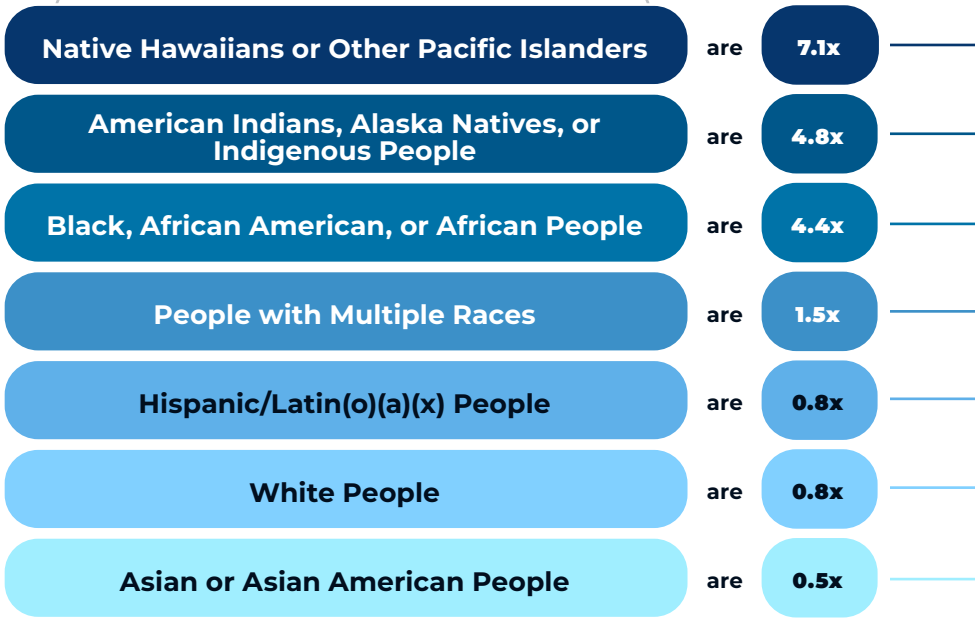 Native Hawaiians or Other Pacific Islanders are 7.1x
American Indians, Alaska Natives, or
Indigenous People are 4.8x
Black, African American, or African People are 4.4x
People with Multiple Races are 1.5x
Hispanic/Latin(o)(a)(x) People are 0.8x
White People are 0.8x
Asian or Asian American People are 0.5x